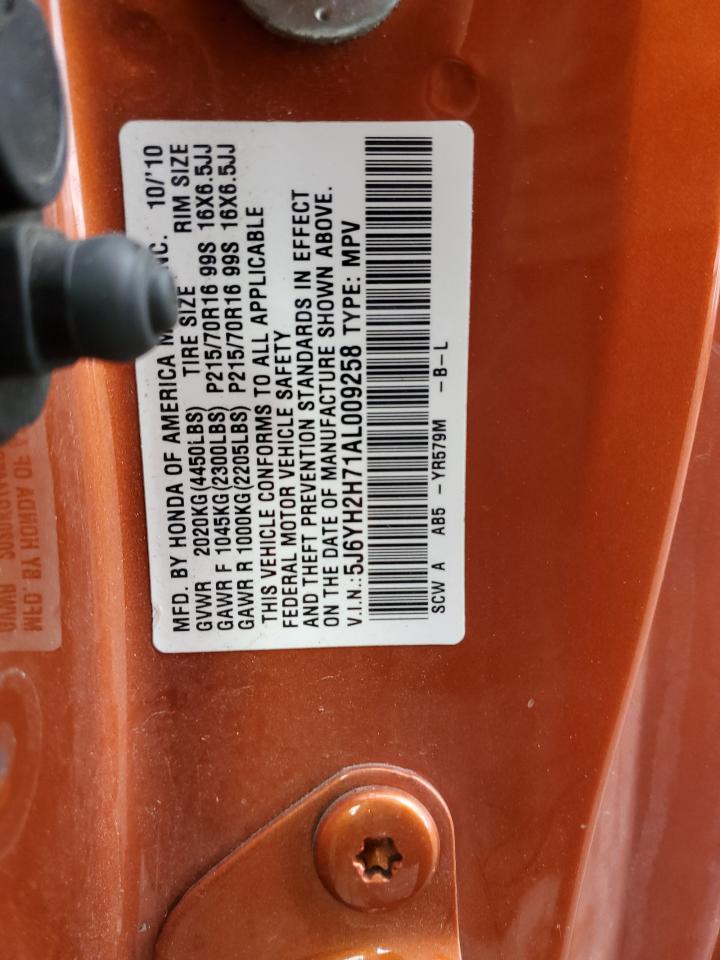 MFD. BY HONDA OF AMERICA 10/'10
GVWR 2020KG(4450LBS) TIRE SIZE RIM SIZE
GAWR F 1045KG(2300LBS) P215/70R16 99S 16X6.5JJ
GAWR R 1000KG(2205LBS) P215/70R16 99S 16X6.5JJ
THIS VEHICLE CONFORMS TO ALL APPLICABLE
FEDERAL MOTOR VEHICLE SAFETY
AND THEFT PREVENTION STANDARDS IN EFFECT
ON THE DATE OF MANUFACTURE SHOWN ABOVE.
V.I.N.:5J6YH2H71AL009258 TYPE: MPV
SCW A AB5 -YR579M -B-L